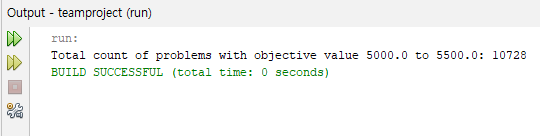 Output - teamproject (run)
run:
Total count of problems with objective value 5000.0 to 5500.0: 10728
BUILD SUCCESSFUL (total time: 0 seconds)